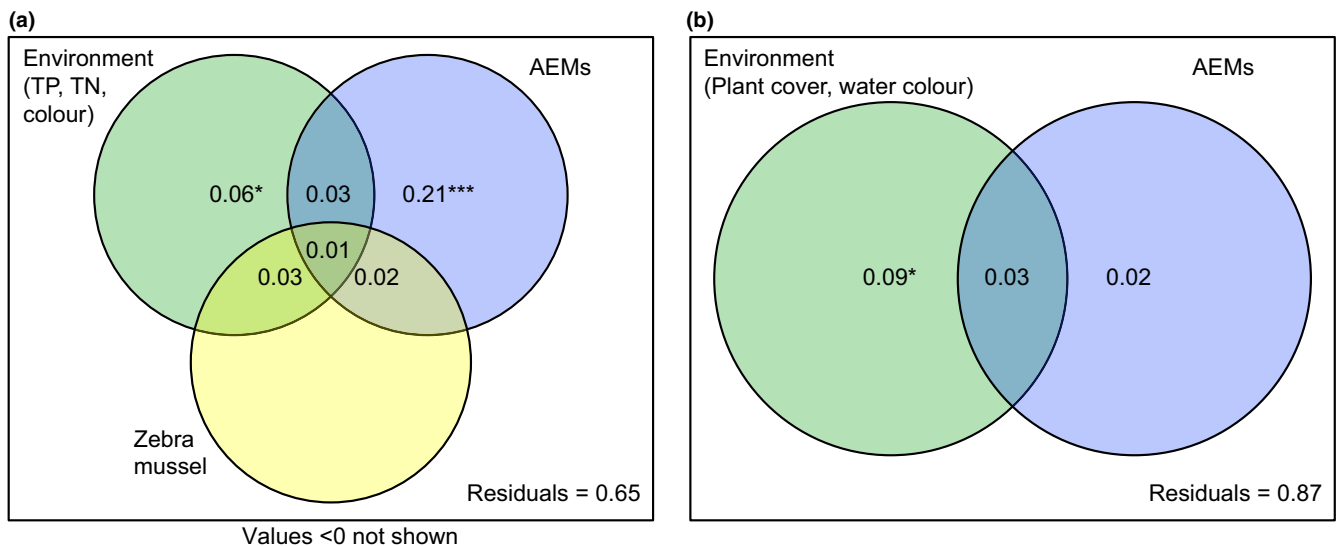 (a)
Environment
(TP, TN,
colour)
AEMs
0.06*
0.03
0.21***
0.01
0.03
0.02
Zebra
mussel
Residuals = 0.65
Values <0 not shown
(b)
Environment
(Plant cover, water colour)
AEMs
0.09*
0.03
0.02
Residuals = 0.87